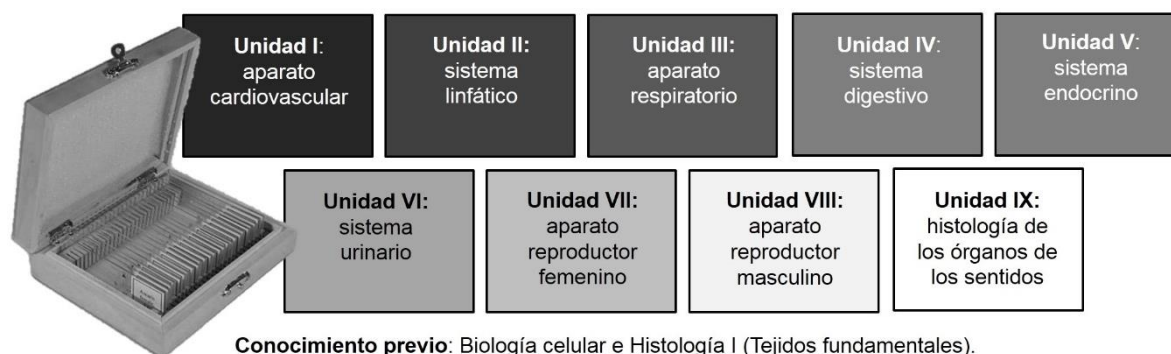 Unidad I:
aparato
cardiovascular
Unidad II:
sistema
linfático
Unidad III:
aparato
respiratorio
Unidad IV:
sistema
digestivo
Unidad V:
sistema
endocrino
Unidad VI:
sistema
urinario
Unidad VII:
aparato
reproductor
femenino
Unidad VIII:
aparato
reproductor
masculino
Unidad IX:
histología de
los órganos de
los sentidos
Conocimiento previo: Biología celular e Histología I (Tejidos fundamentales).